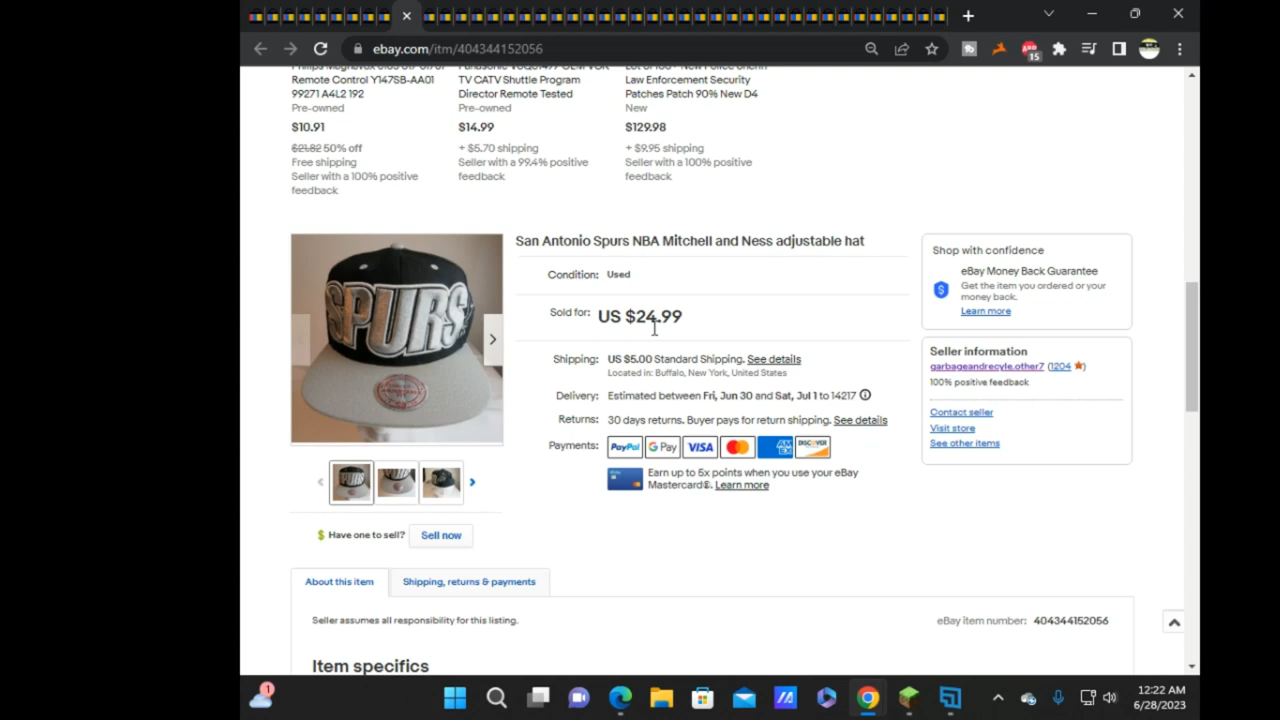 ebay.com/itm/404344152056
15
Remote Control Y147SB-AA01
99271 A4L2 192
Pre-owned
$10.91
$21.82 50% off
Free shipping
Seller with a 100% positive
feedback
TV CATV Shuttle Program
Director Remote Tested
Pre-owned
$14.99
+ $5.70 shipping
Seller with a 99.4% positive
feedback
Law Enforcement Security
Patches Patch 90% New D4
New
$129.98
+ $9.95 shipping
Seller with a 100% positive
feedback
SPURS
San Antonio Spurs NBA Mitchell and Ness adjustable hat
Condition: Used
Sold for: US $24.99
Shipping: US $5.00 Standard Shipping. See details
Located in: Buffalo, New York, United States
Delivery: Estimated between Fri, Jun 30 and Sat, Jul 1 to 14217
Returns: 30 days returns. Buyer pays for return shipping. See details
Payments: PayPal G Pay VISA MasterCard AM EX DISCOVER
Earn up to 5x points when you use your eBay
Mastercard®. Learn more
Shop with confidence
eBay Money Back Guarantee
Get the item you ordered or your
money back.
Learn more
Seller information
garbageandrecyle.other7 (1204)
100% positive feedback
Contact seller
Visit store
See other items
$ Have one to sell? Sell now
About this item
Shipping, returns & payments
Seller assumes all responsibility for this listing.
eBay item number: 404344152056
Item specifics
1
12:22 AM
6/28/2023